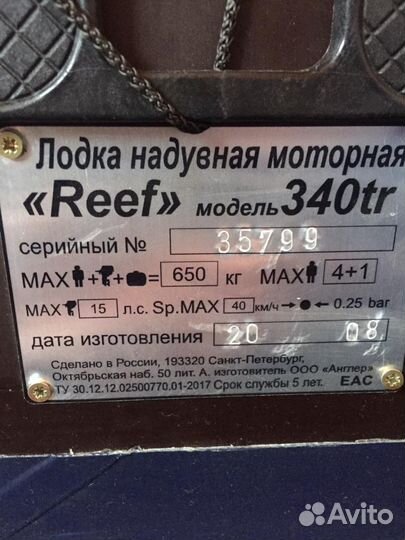 Лодка надувная моторная
«Reef» модель 340tr
серийный № 35799
MAX + + = 650 кг MAX 4+1
MAX 15 л.с. Sp.MAX 40 км/ч 0.25 bar
дата изготовления 20 08
Сделано в России, 193320 Санкт-Петербург,
Октябрьская наб. 50 лит. А. изготовитель ООО «Англер»
ТУ 30.12.12.02500770.01-2017 Срок службы 5 лет. EAC
Avito